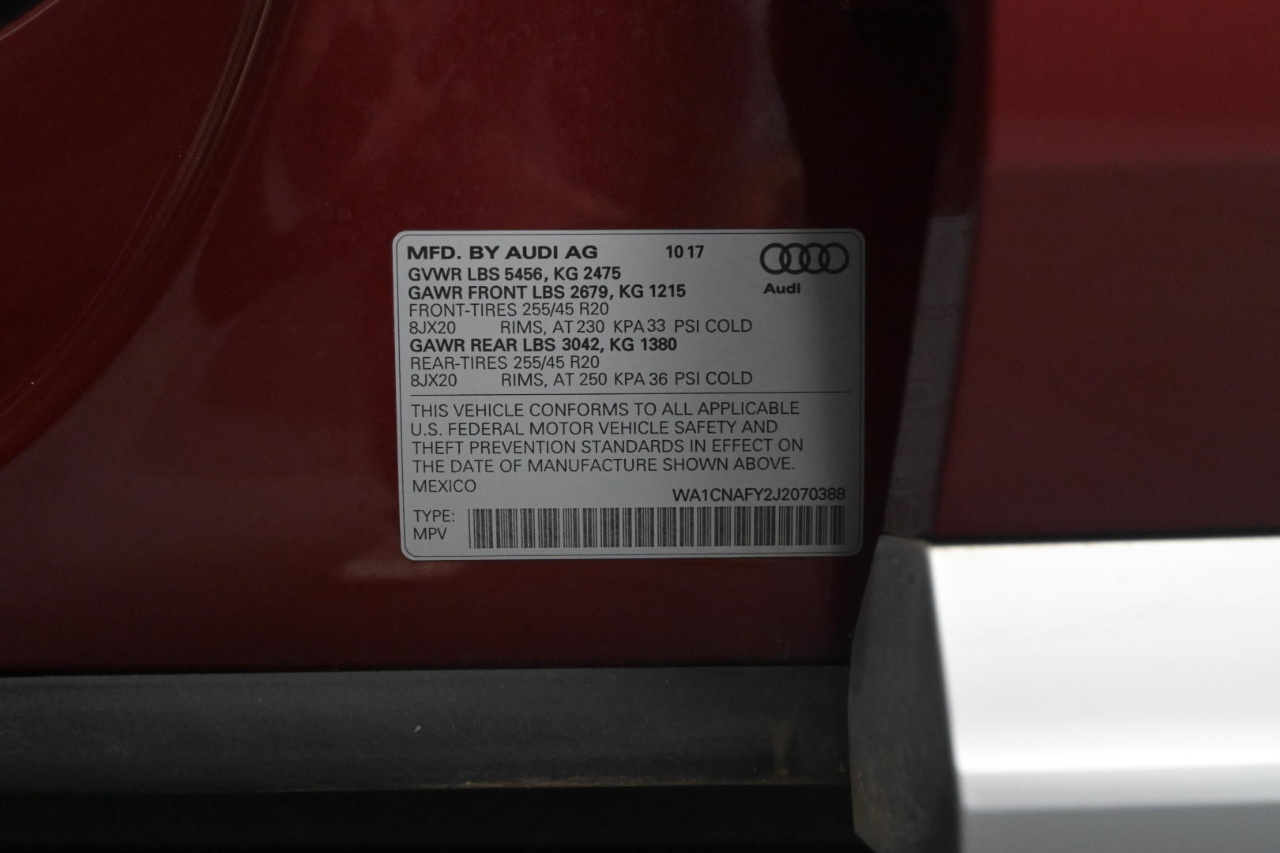 MFD. BY AUDI AG 10 17
GVWR LBS 5456, KG 2475
GAWR FRONT LBS 2679, KG 1215
Audi
FRONT-TIRES 255/45 R20
8JX20 RIMS, AT 230 KPA 33 PSI COLD
GAWR REAR LBS 3042, KG 1380
REAR-TIRES 255/45 R20
8JX20 RIMS, AT 250 KPA 36 PSI COLD
THIS VEHICLE CONFORMS TO ALL APPLICABLE
U.S. FEDERAL MOTOR VEHICLE SAFETY AND
THEFT PREVENTION STANDARDS IN EFFECT ON
THE DATE OF MANUFACTURE SHOWN ABOVE.
MEXICO
WA1CNAFY2J2070388
TYPE:
MPV